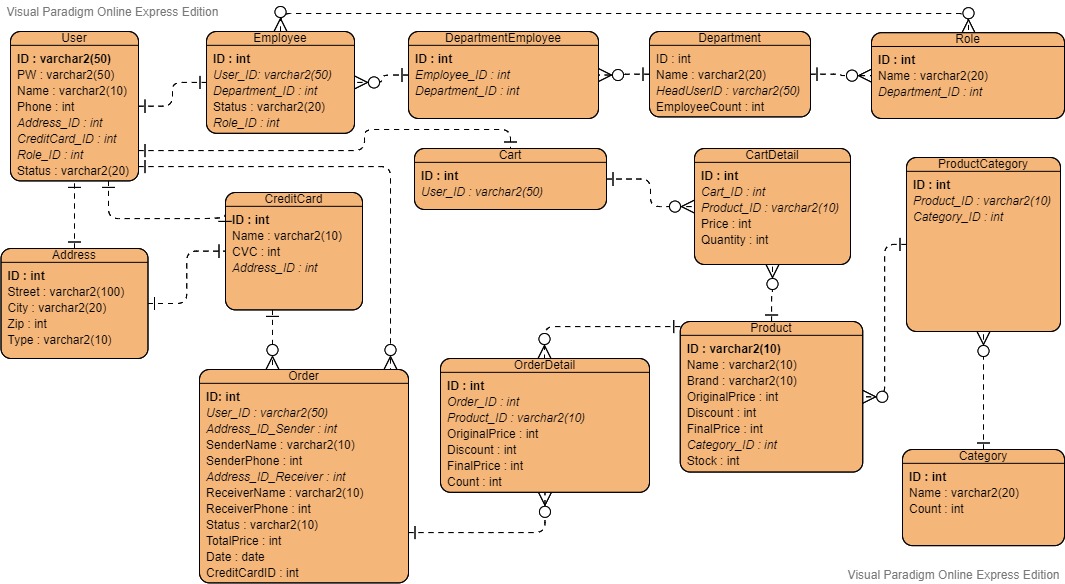 Visual Paradigm Online Express Edition
User
ID : varchar2(50)
PW : varchar2(50)
Name : varchar2(10)
Phone : int
Address_ID : int
CreditCard_ID : int
Role_ID : int
Status : varchar2(20)
Employee
ID : int
User_ID: varchar2(50)
Department_ID : int
Status : varchar2(20)
Role_ID : int
DepartmentEmployee
ID : int
Employee_ID : int
Department_ID : int
Department
ID : int
Name : varchar2(20)
HeadUserID : varchar2(50)
EmployeeCount : int
Role
ID : int
Name : varchar2(20)
Department_ID : int
Cart
ID : int
User_ID : varchar2(50)
CartDetail
ID : int
Cart_ID : int
Product_ID : varchar2(10)
Price : int
Quantity : int
ProductCategory
ID : int
Product_ID : varchar2(10)
Category_ID : int
CreditCard
ID : int
Name : varchar2(10)
CVC : int
Address_ID : int
Address
ID : int
Street : varchar2(100)
City : varchar2(20)
Zip : int
Type : varchar2(10)
Order
ID: int
User_ID : varchar2(50)
Address_ID_Sender : int
SenderName : varchar2(10)
SenderPhone : int
Address_ID_Receiver : int
ReceiverName : varchar2(10)
ReceiverPhone : int
Status : varchar2(10)
TotalPrice : int
Date : date
CreditCardID : int
OrderDetail
ID : int
Order_ID : int
Product_ID : varchar2(10)
OriginalPrice : int
Discount : int
FinalPrice : int
Count : int
Product
ID : varchar2(10)
Name : varchar2(10)
Brand : varchar2(10)
OriginalPrice : int
Discount : int
FinalPrice : int
Category_ID : int
Stock : int
Category
ID : int
Name : varchar2(20)
Count : int
Visual Paradigm Online Express Edition